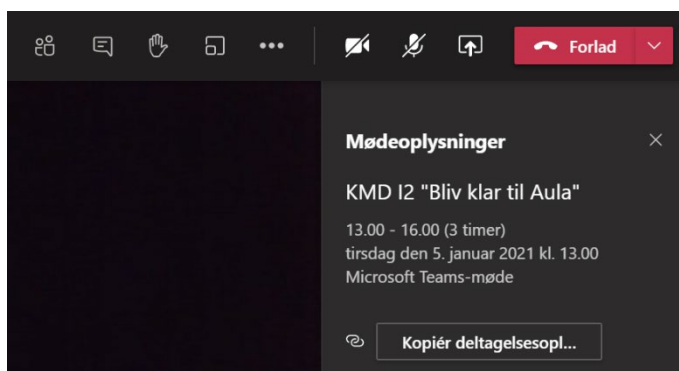 Forlad
Mødeoplysninger
KMD I2 "Bliv klar til Aula"
13.00 - 16.00 (3 timer)
tirsdag den 5. januar 2021 kl. 13.00
Microsoft Teams-møde
Kopiér deltagelsesopl...